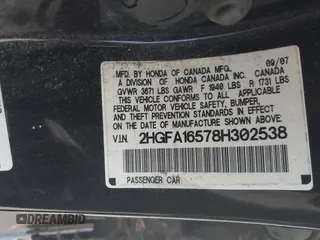 MFD. BY HONDA OF CANADA MFG. 09/07
A DIVISION OF HONDA CANADA INC. CANADA
GVWR 3671 LBS GAWR F 1940 LBS R 1731 LBS
THIS VEHICLE CONFORMS TO ALL APPLICABLE
FEDERAL MOTOR VEHICLE SAFETY, BUMPER,
AND THEFT PREVENTION STANDARDS IN EFFECT
ON THE DATE OF MANUFACTURE SHOWN ABOVE.
V.I.N. 2HGFA16578H302538
PASSENGER CAR
DREAMBID